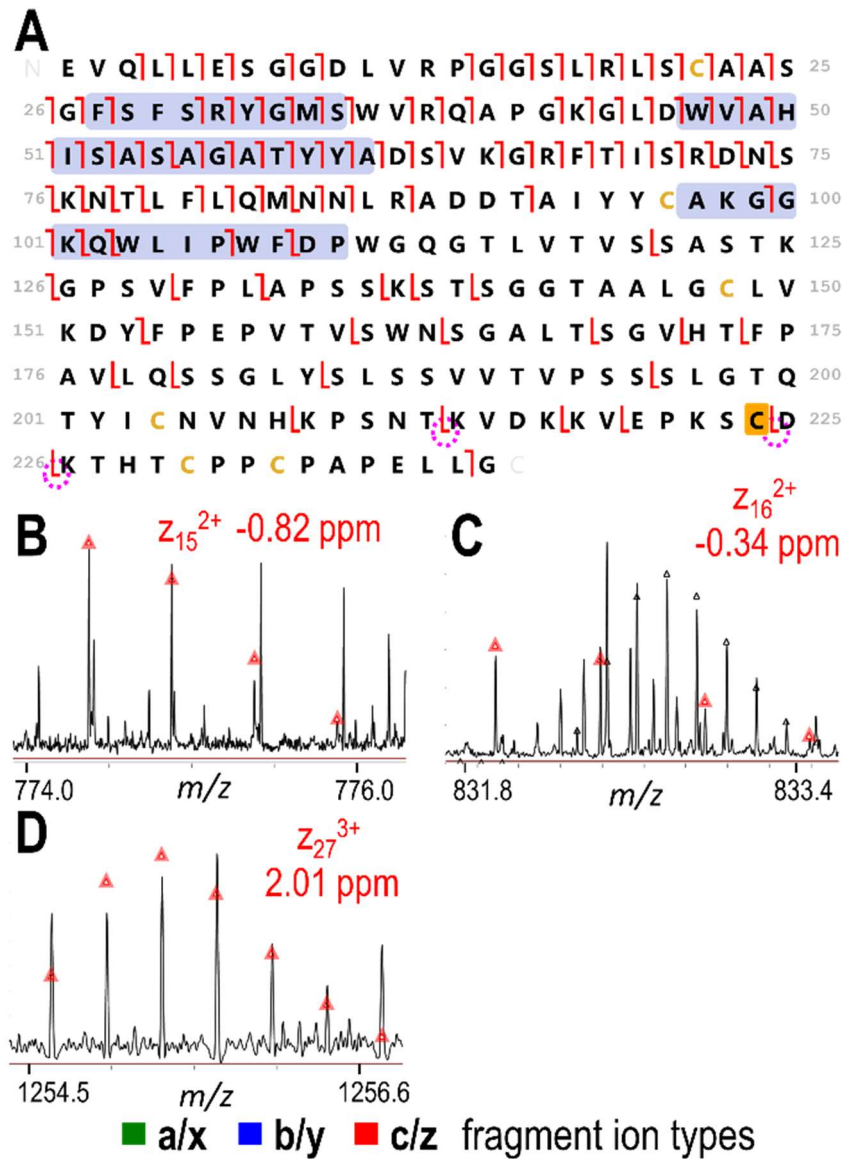 A
N E V Q L L E S G G D L V R P G G S L R L S C A A S 25
26 G F S F S R Y G M S W V R Q A P G K G L D W V A H 50
51 I S A S A G A T Y Y A D S V K G R F T I S R D N S 75
76 K N T L F L Q M N N L R A D D T A I Y Y C A K G G 100
101 K Q W L I P W F D P W G Q G T L V T V S S A S T K 125
126 G P S V F P L A P S S K S T S G G T A A L G C L V 150
151 K D Y F P E P V T V S W N S G A L T S G V H T F P 175
176 A V L Q S S G L Y S L S S V V T V P S S S L G T Q 200
201 T Y I C N V N H K P S N T K V D K K V E P K S C D 225
226 K T H T C P P C P A P E L L G C
B z15 2+ -0.82 ppm
774.0 m/z 776.0
C z16 2+
-0.34 ppm
831.8 m/z 833.4
D z27 3+
2.01 ppm
1254.5 m/z 1256.6
a/x b/y c/z fragment ion types